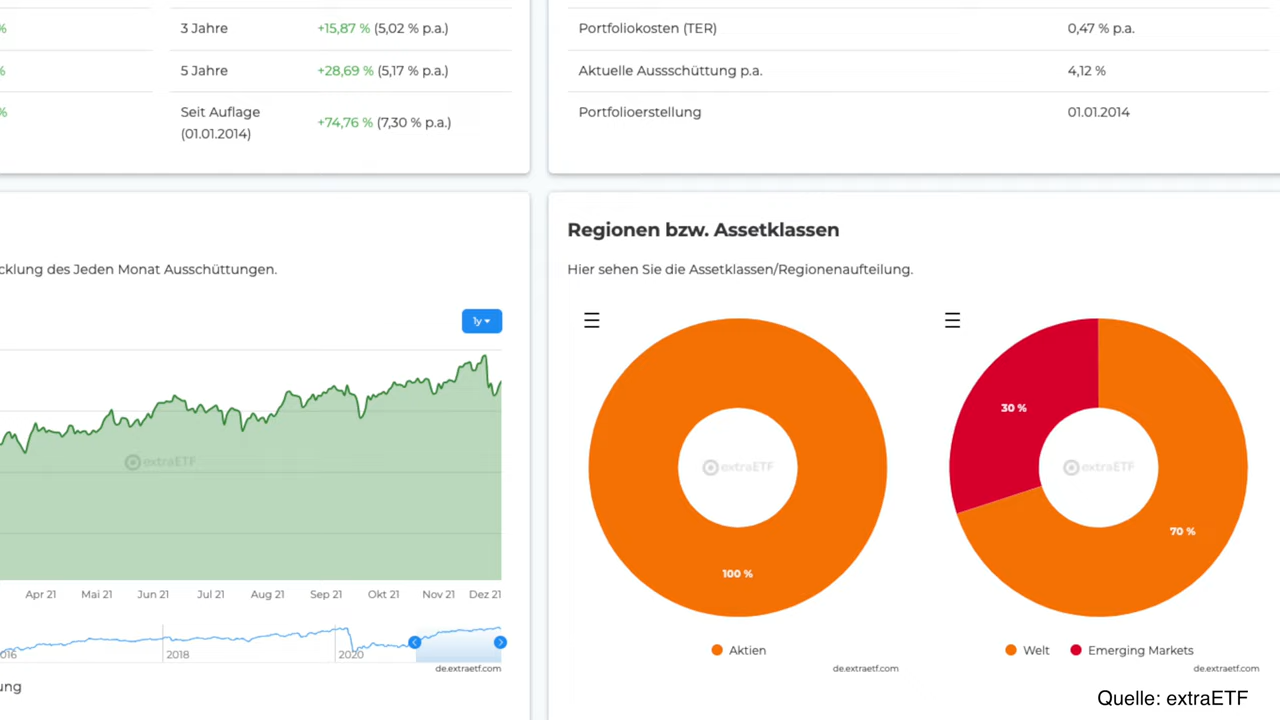 %
3 Jahre
+15,87 % (5,02 % p.a.)
%
5 Jahre
+28,69 % (5,17 % p.a.)
%
Seit Auflage
(01.01.2014)
+74,76 % (7,30 % p.a.)
Portfoliokosten (TER)
0,47 % p.a.
Aktuelle Aussschüttung p.a.
4,12 %
Portfolioerstellung
01.01.2014
cklung des Jeden Monat Ausschüttungen.
1y
extraETF
Apr 21
Mai 21
Jun 21
Jul 21
Aug 21
Sep 21
Okt 21
Nov 21
Dez 21
016
2018
2020
de.extraetf.com
ung
Regionen bzw. Assetklassen
Hier sehen Sie die Assetklassen/Regionenaufteilung.
extraETF
100 %
Aktien
de.extraetf.com
30 %
extraETF
70 %
Welt
Emerging Markets
de.extraetf.com
Quelle: extraETF